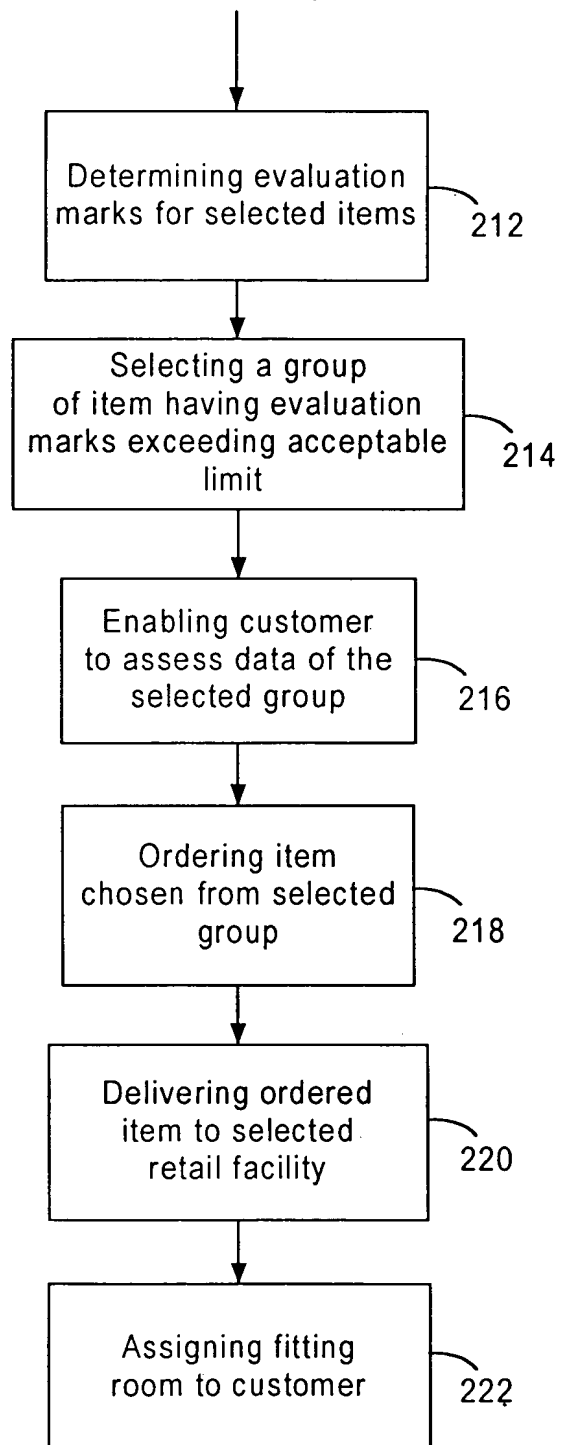 Determining evaluation
marks for selected items
212
Selecting a group
of item having evaluation
marks exceeding acceptable
limit
214
Enabling customer
to assess data of the
selected group
216
Ordering item
chosen from selected
group
218
Delivering ordered
item to selected
retail facility
220
Assigning fitting
room to customer
222